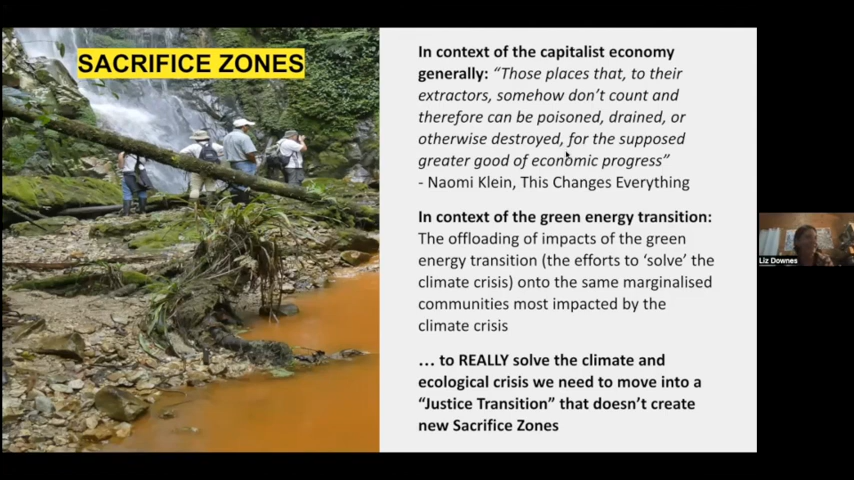 SACRIFICE ZONES
In context of the capitalist economy
generally: “Those places that, to their
extractors, somehow don’t count and
therefore can be poisoned, drained, or
otherwise destroyed, for the supposed
greater good of economic progress”
- Naomi Klein, This Changes Everything
In context of the green energy transition:
The offloading of impacts of the green
energy transition (the efforts to ‘solve’ the
climate crisis) onto the same marginalised
communities most impacted by the
climate crisis
… to REALLY solve the climate and
ecological crisis we need to move into a
“Justice Transition” that doesn’t create
new Sacrifice Zones
Liz Downes